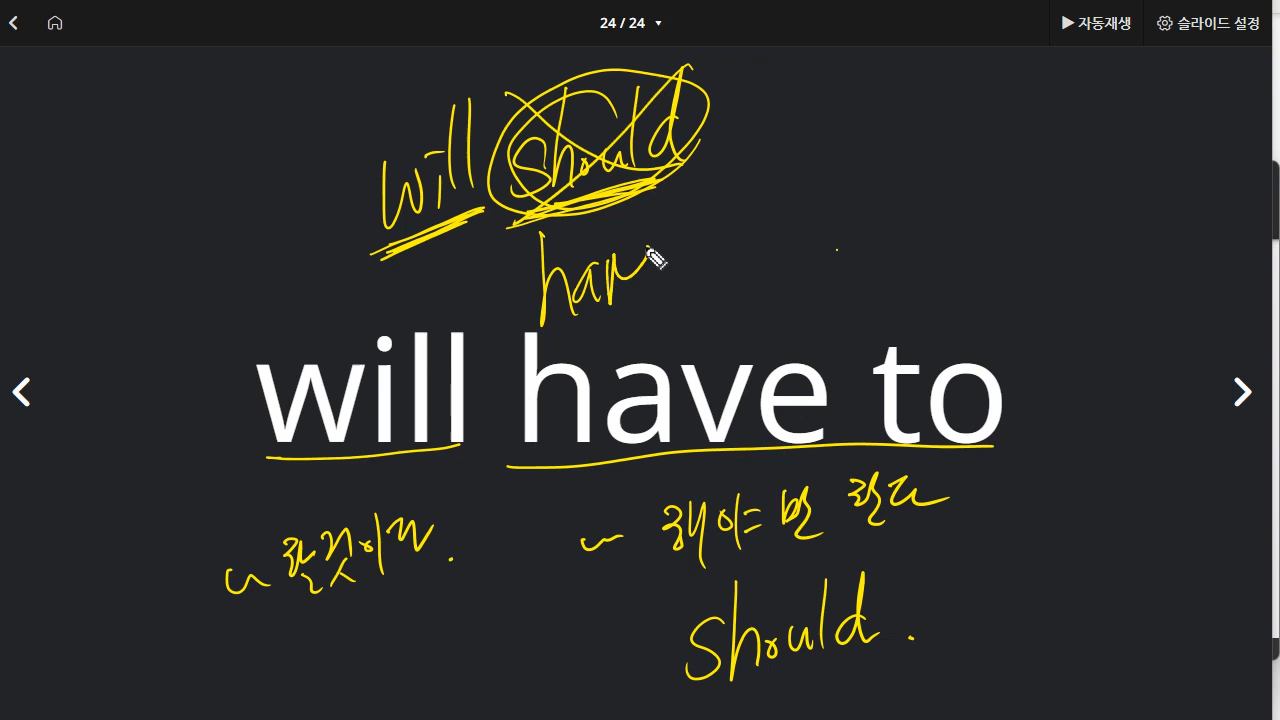 24 / 24
자동재생
슬라이드 설정
will should
hav
will have to
~ 할것이다.
~ 해야만 한다
should.